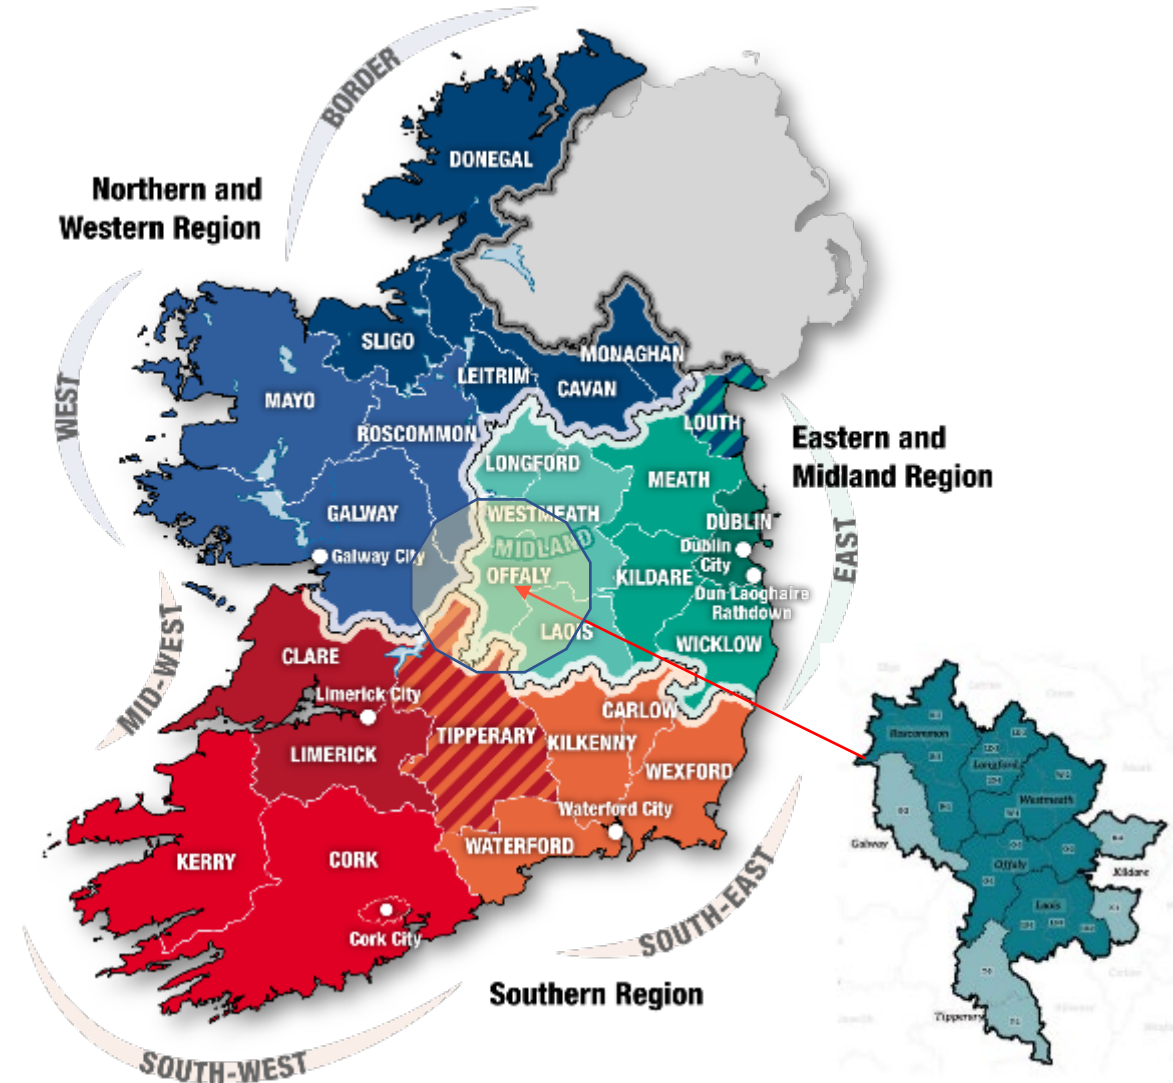 BORDER
DONEGAL
Northern and
Western Region
WEST
SLIGO
MONAGHAN
LEITRIM
CAVAN
MAYO
LOUTH
ROSCOMMON
Eastern and
Midland Region
LONGFORD
MEATH
GALWAY
WESTMEATH
DUBLIN
MIDLAND
EAST
Galway City
Dublin
City
OFFALY
KILDARE
Dun Laoghaire
Rathdown
LAOIS
WICKLOW
MID-WEST
CLARE
Limerick City
CARLOW
TIPPERARY
KILKENNY
LIMERICK
WEXFORD
Waterford City
WATERFORD
KERRY
CORK
Cork City
SOUTH-EAST
Southern Region
SOUTH-WEST
Roscommon
Longford
Westmeath
Galway
Offaly
Kildare
Laois
Tipperary